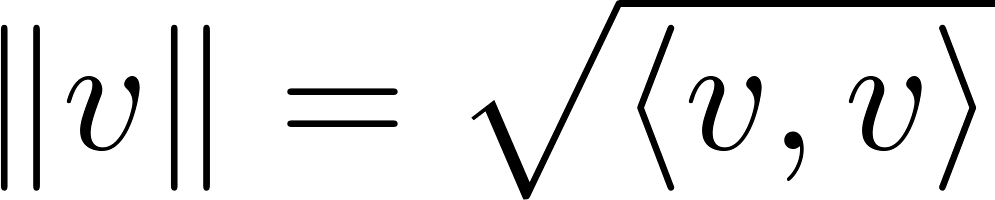 ‖v‖ = √⟨v, v⟩